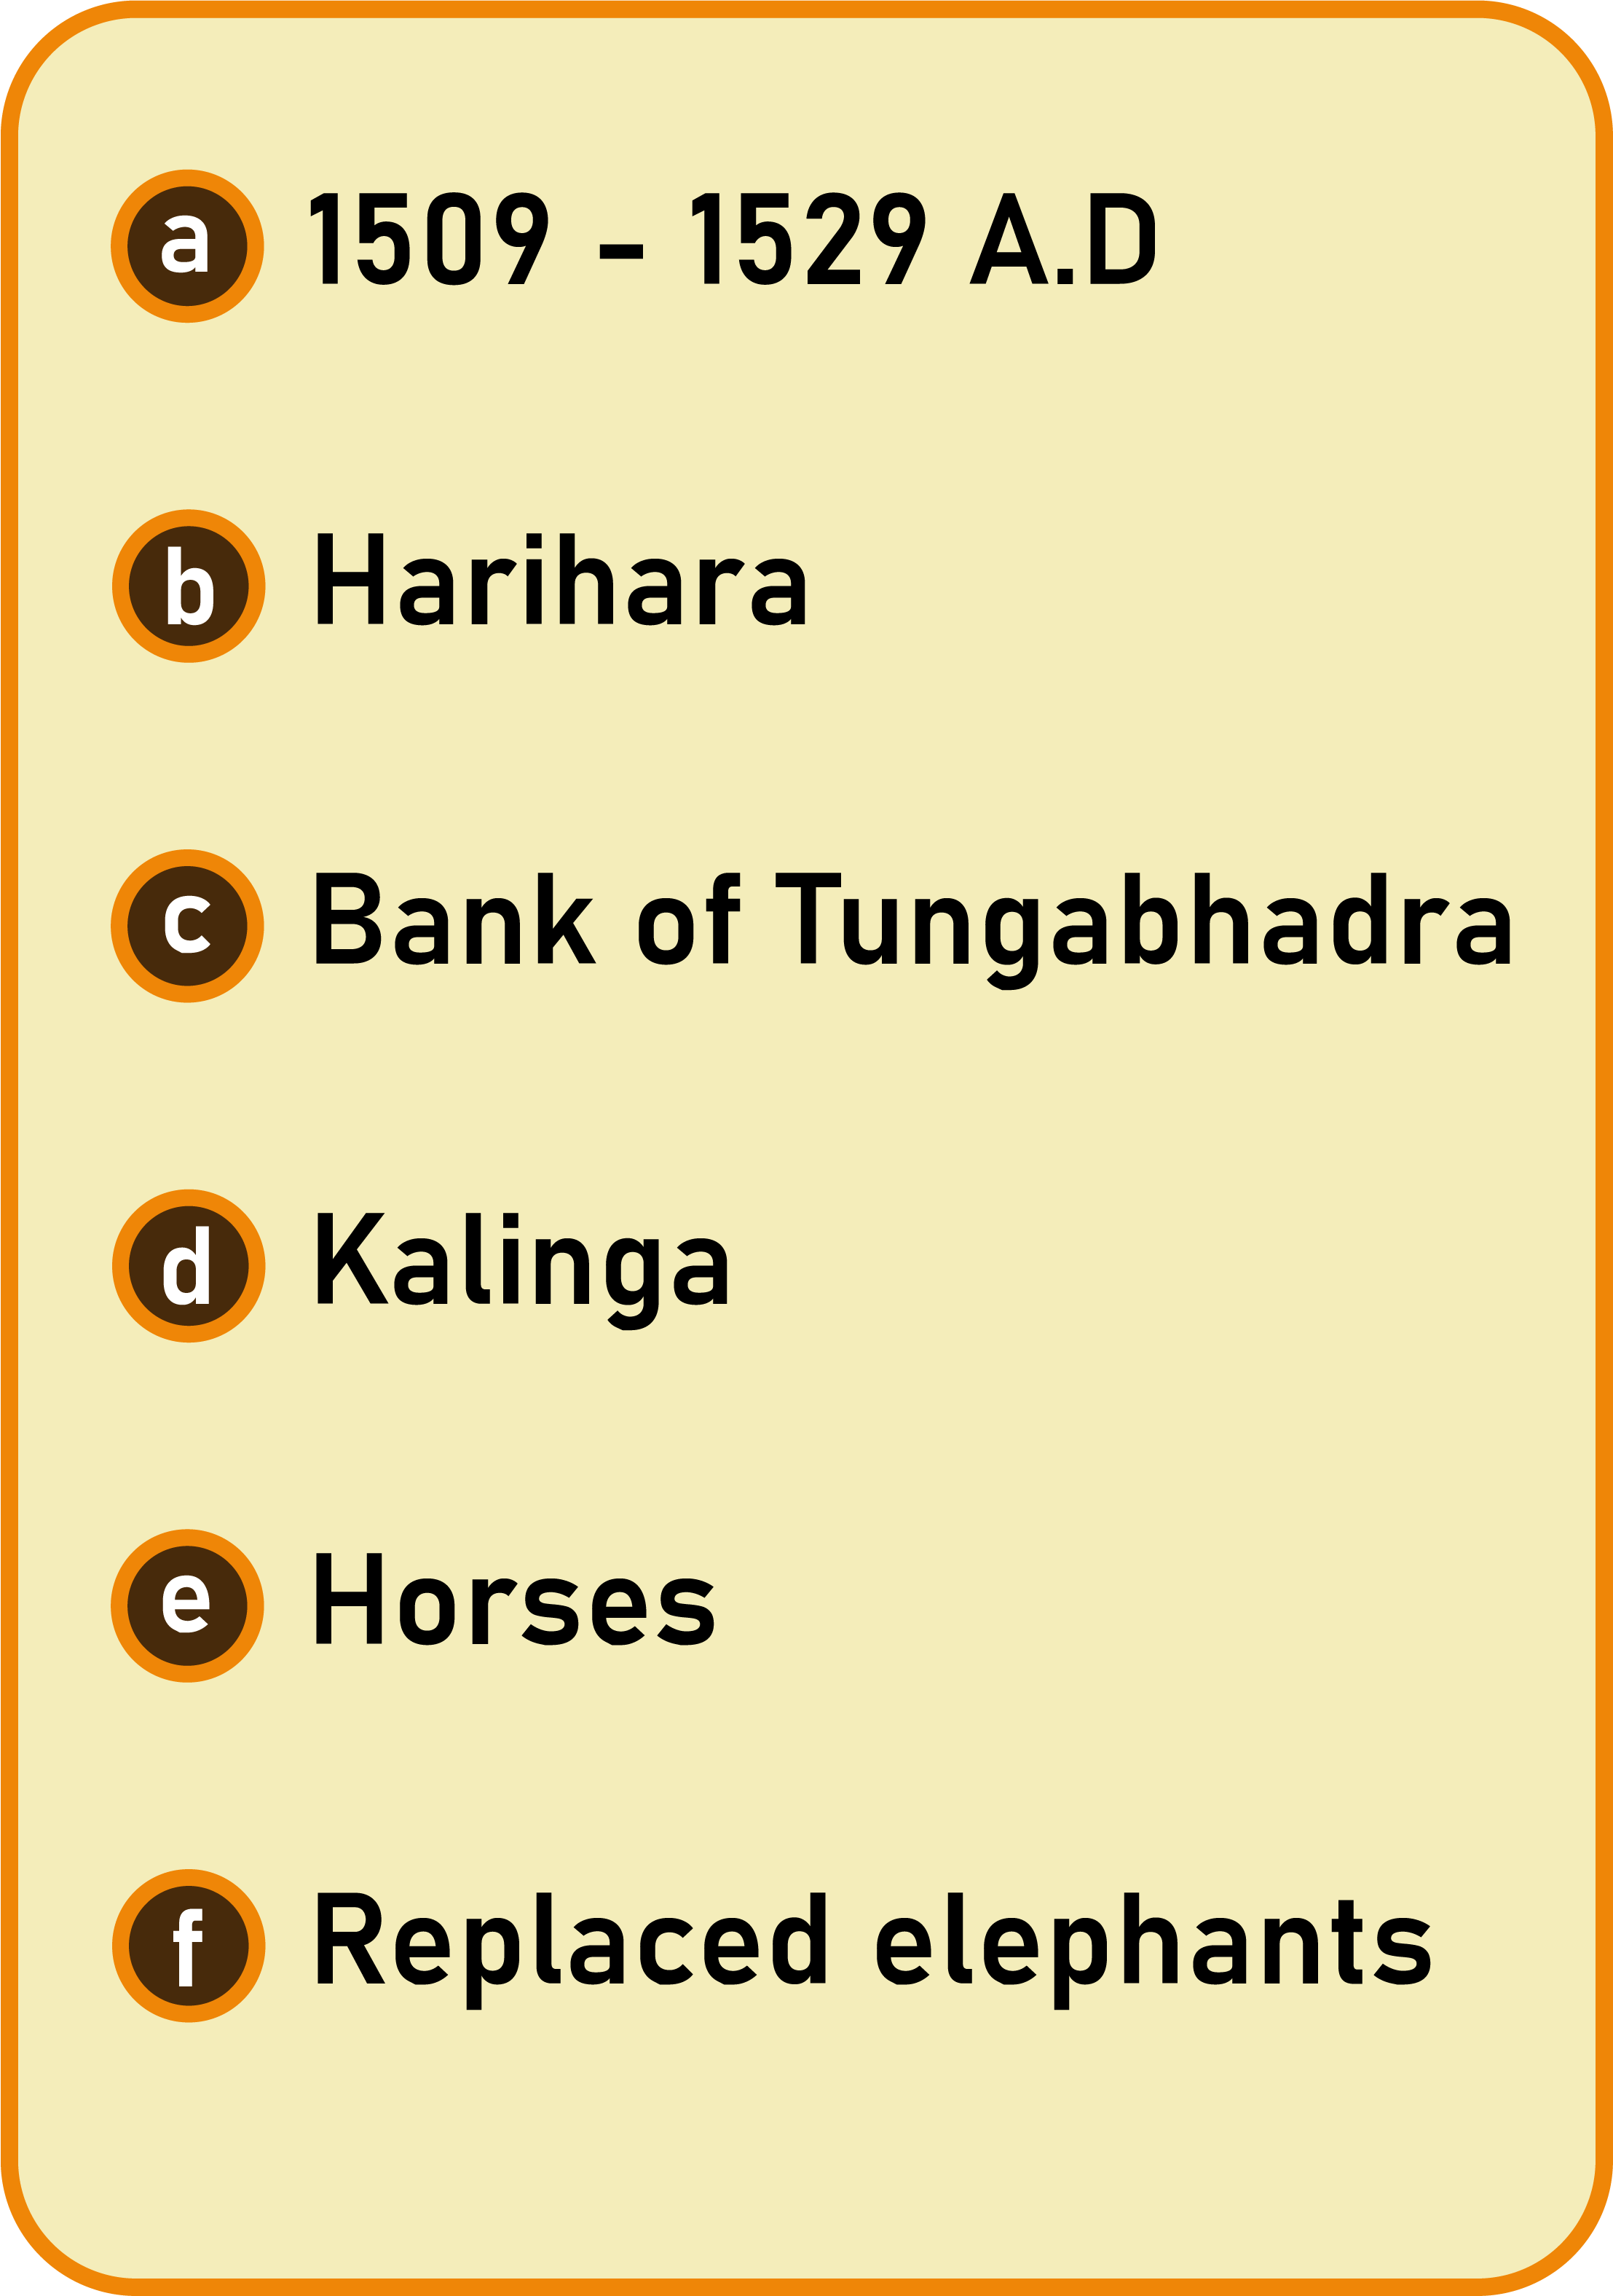 a 1509 - 1529 A.D
b Harihara
c Bank of Tungabhadra
d Kalinga
e Horses
f Replaced elephants